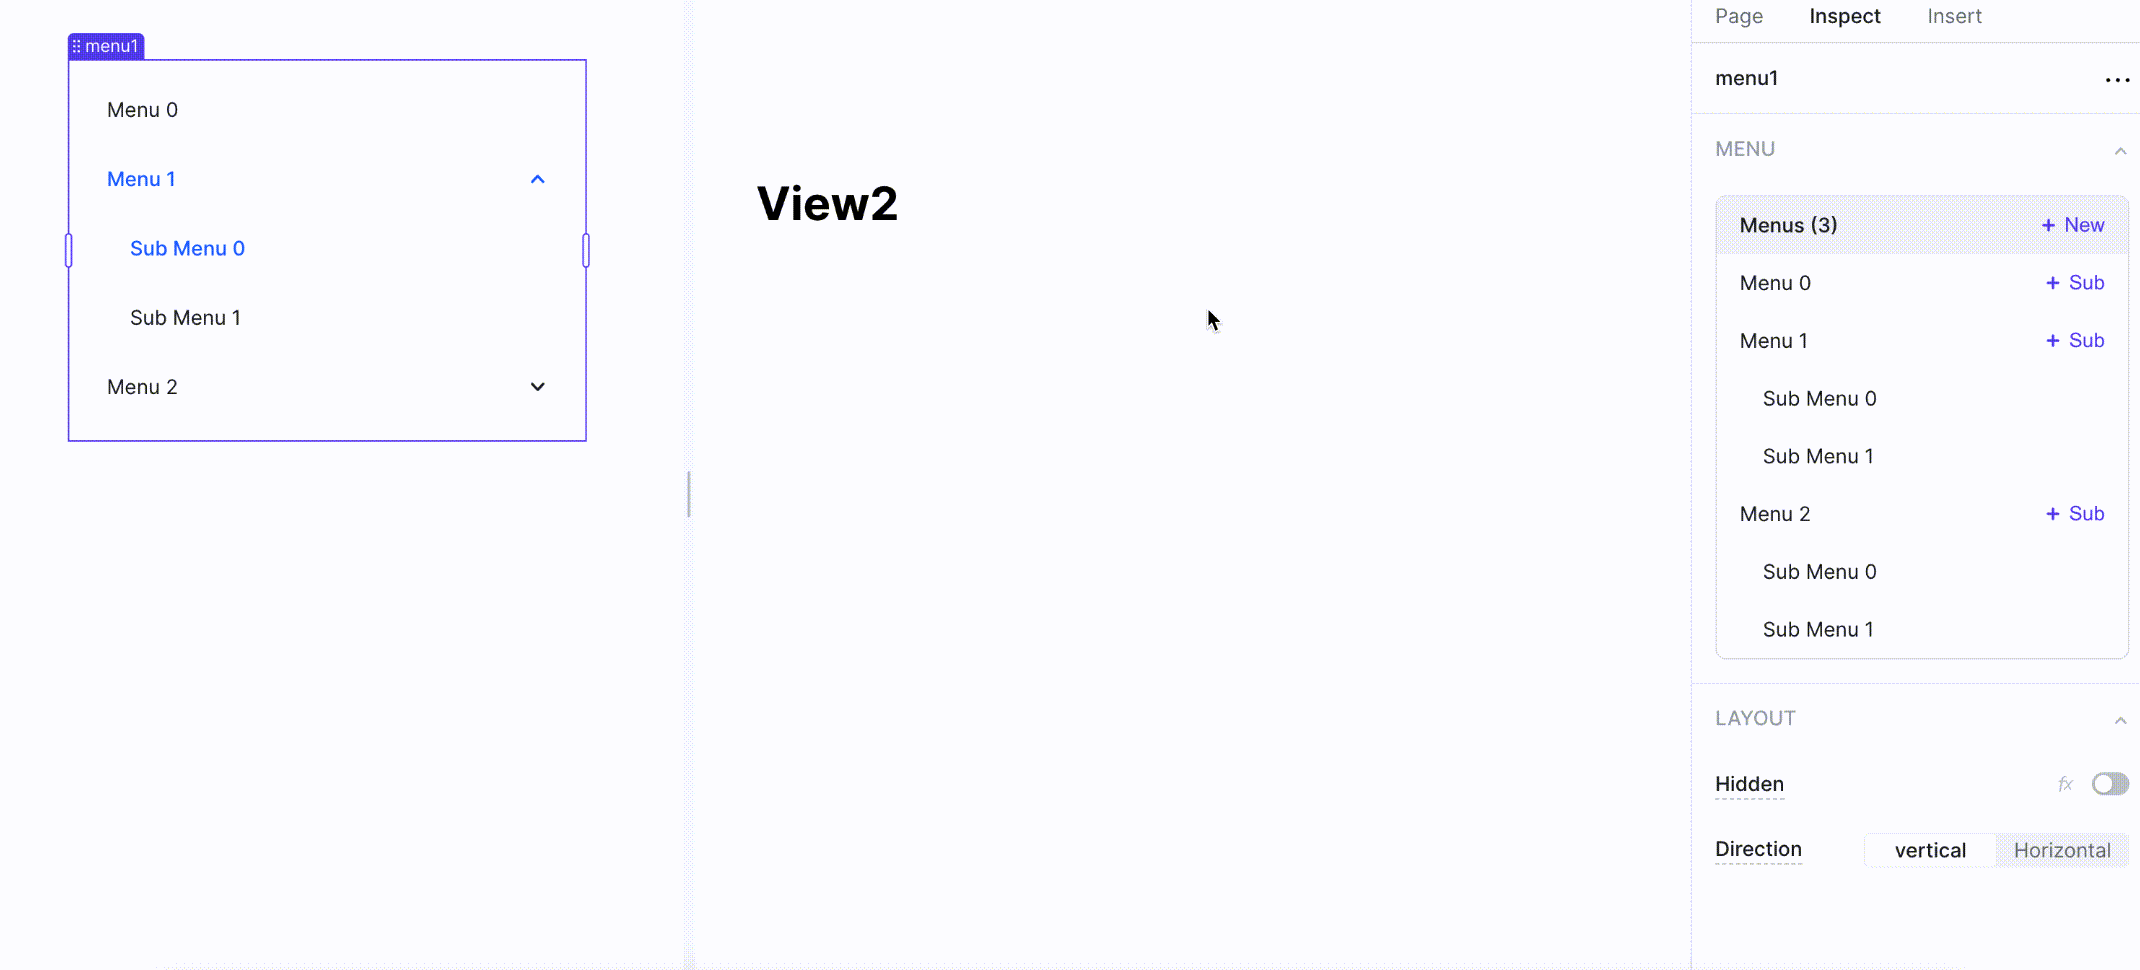 menu1
Menu 0
Menu 1
Sub Menu 0
Sub Menu 1
Menu 2
View2
Page Inspect Insert
menu1
MENU
Menus (3) + New
Menu 0 + Sub
Menu 1 + Sub
Sub Menu 0
Sub Menu 1
Menu 2 + Sub
Sub Menu 0
Sub Menu 1
LAYOUT
Hidden fx
Direction vertical Horizontal